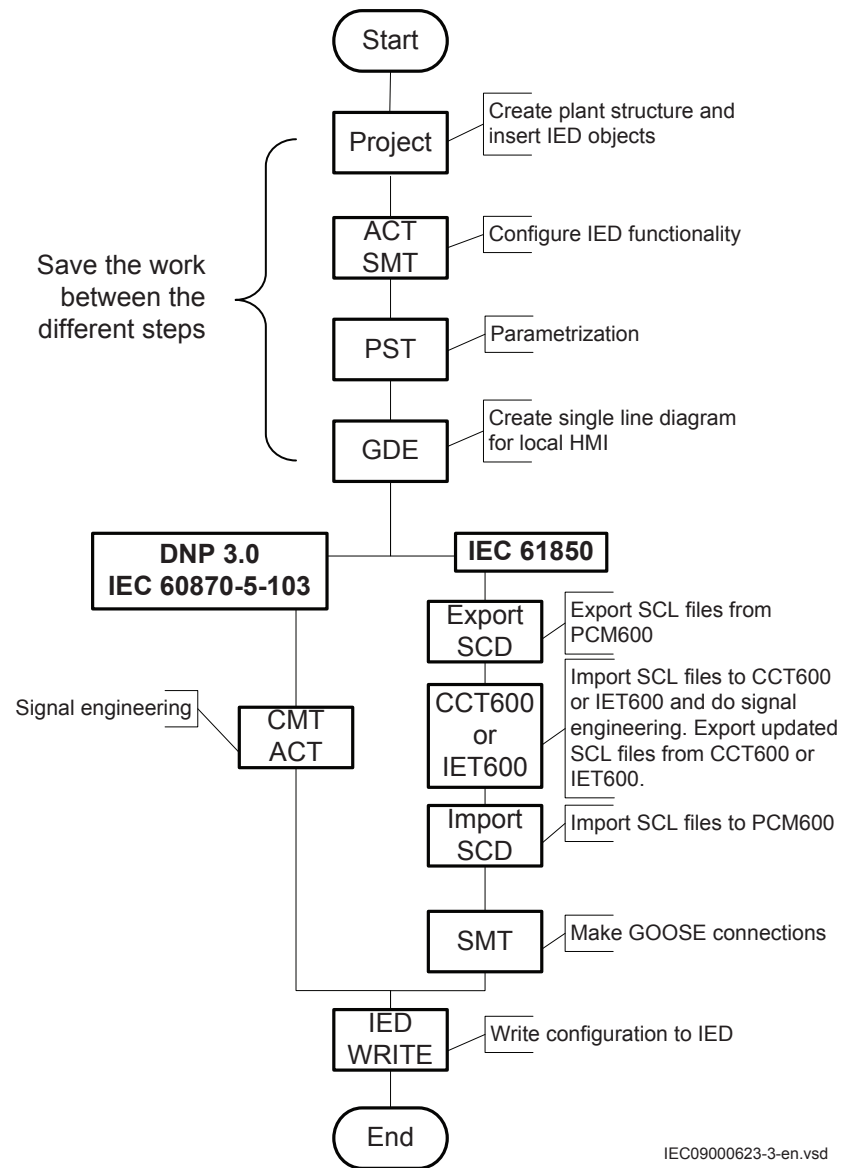 Start
Project
Create plant structure and
insert IED objects
ACT
SMT
Configure IED functionality
Save the work
between the
different steps
PST
Parametrization
GDE
Create single line diagram
for local HMI
DNP 3.0
IEC 60870-5-103
IEC 61850
Export
SCD
Export SCL files from
PCM600
Signal engineering
CMT
ACT
CCT600
or
IET600
Import SCL files to CCT600
or IET600 and do signal
engineering. Export updated
SCL files from CCT600 or
IET600.
Import
SCD
Import SCL files to PCM600
SMT
Make GOOSE connections
IED
WRITE
Write configuration to IED
End
IEC09000623-3-en.vsd